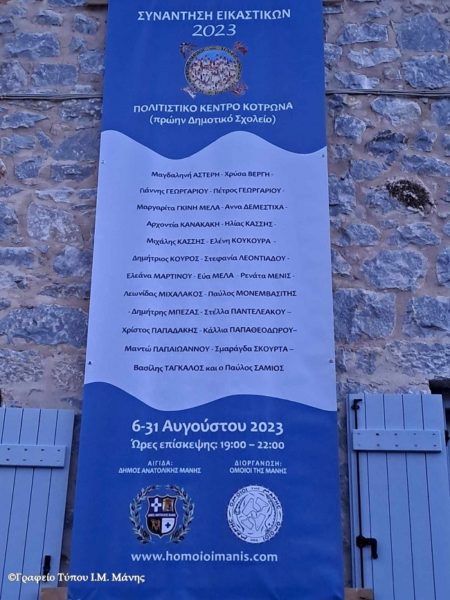 ΣΥΝΑΝΤΗΣΗ ΕΙΚΑΣΤΙΚΩΝ
2023
ΠΟΛΙΤΙΣΤΙΚΟ ΚΕΝΤΡΟ ΚΟΤΡΩΝΑ
(πρώην Δημοτικό Σχολείο)
Μαγδαληνή ΑΣΤΕΡΗ - Χρύσα ΒΕΡΓΗ -
Γιάννης ΓΕΩΡΓΑΡΙΟΥ - Πέτρος ΓΕΩΡΓΑΡΙΟΥ -
Μαργαρίτα ΓΚΙΝΗ ΜΕΛΑ - Αννα ΔΕΜΕΣΤΙΧΑ -
Αρχοντία ΚΑΝΑΚΑΚΗ - Ηλίας ΚΑΣΣΗΣ -
Μιχάλης ΚΑΣΣΗΣ - Ελένη ΚΟΥΚΟΥΡΑ -
Δημήτριος ΚΟΥΡΟΣ - Στεφανία ΛΕΟΝΤΙΑΔΟΥ -
Ελεάνα ΜΑΡΤΙΝΟΥ - Εύα ΜΕΛΑ - Ρενάτα ΜΕΝΙΣ -
Λεωνίδας ΜΙΧΑΛΑΚΟΣ - Παύλος ΜΟΝΕΜΒΑΣΙΤΗΣ
- Δημήτρης ΜΠΕΖΑΣ - Στέλλα ΠΑΝΤΕΛΕΑΚΟΥ –
Χρίστος ΠΑΠΑΔΑΚΗΣ - Κάλλια ΠΑΠΑΘΕΟΔΩΡΟΥ–
Μαντώ ΠΑΠΑΙΩΑΝΝΟΥ - Σμαράγδα ΣΚΟΥΡΤΑ –
Βασίλης ΤΑΓΚΑΛΟΣ και ο Παύλος ΣΑΜΙΟΣ
6-31 Αυγούστου 2023
Ώρες επίσκεψης: 19:00 – 22:00
ΑΙΓΙΔΑ:
ΔΗΜΟΣ ΑΝΑΤΟΛΙΚΗΣ ΜΑΝΗΣ
ΔΙΟΡΓΑΝΩΣΗ:
ΟΜΟΙΟΙ ΤΗΣ ΜΑΝΗΣ
www.homoioimanis.com
©Γραφείο Τύπου Ι.Μ. Μάνης